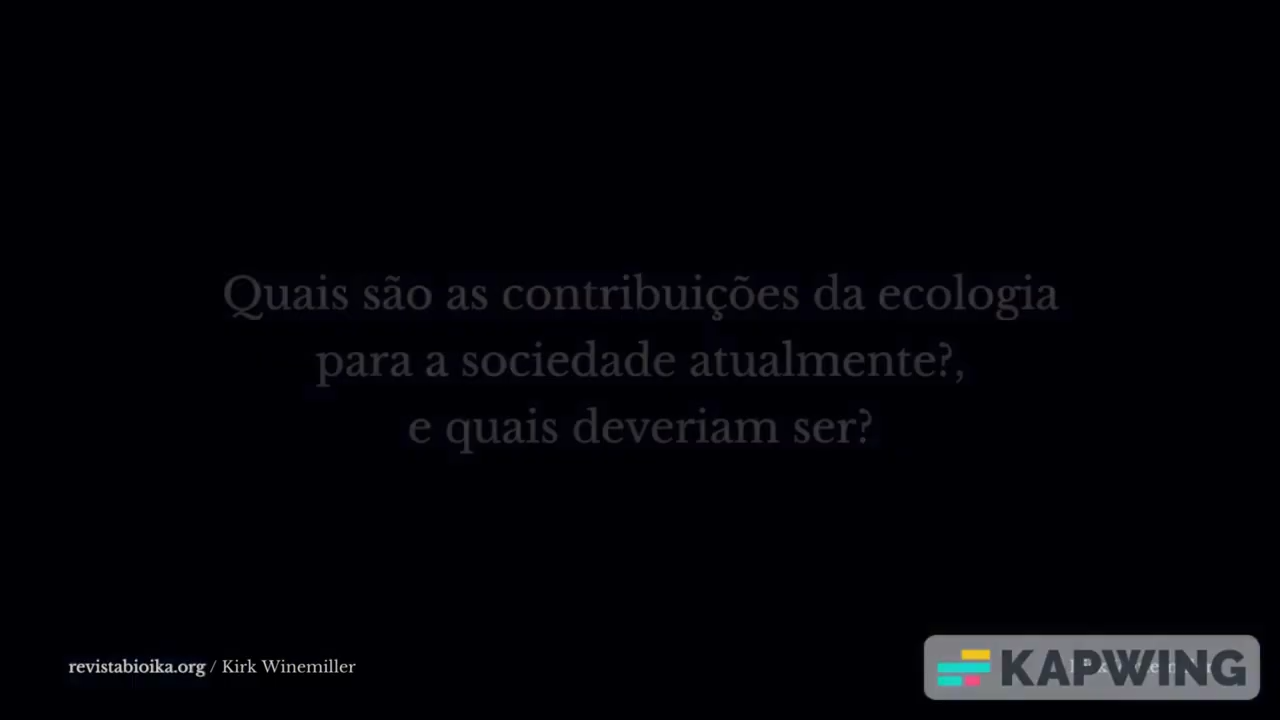 Quais são as contribuições da ecologia
para a sociedade atualmente?,
e quais deveriam ser?
revistabioika.org / Kirk Winemiller
KAPWING